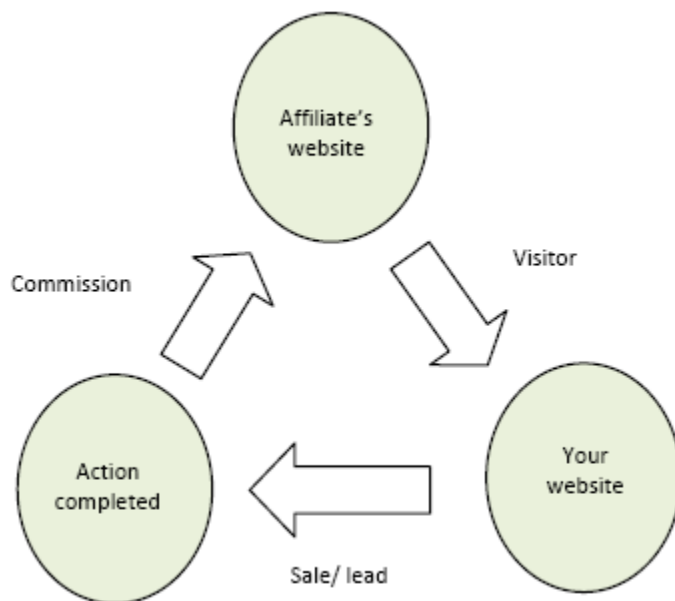 Affiliate's
website
Visitor
Commission
Your
website
Action
completed
Sale/ lead